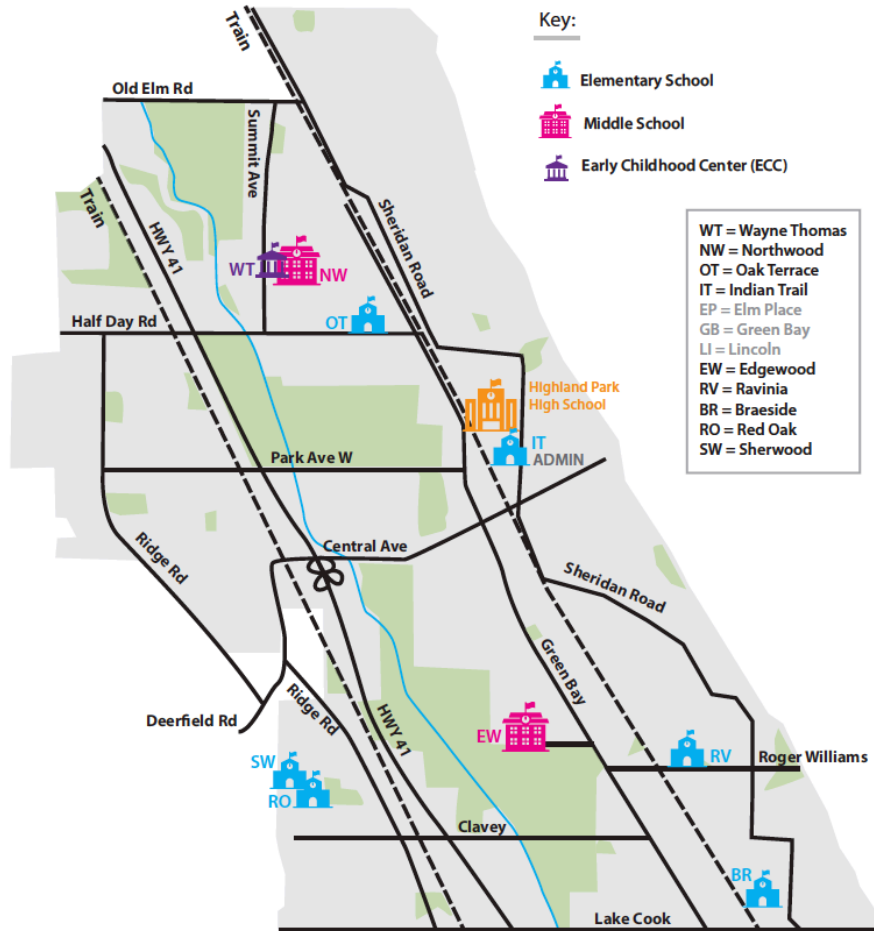 Train
Key:
Elementary School
Middle School
Early Childhood Center (ECC)
Old Elm Rd
Summit Ave
Train
HWY 41
Sheridan Road
WT = Wayne Thomas
NW = Northwood
OT = Oak Terrace
IT = Indian Trail
EP = Elm Place
GB = Green Bay
LI = Lincoln
EW = Edgewood
RV = Ravinia
BR = Braeside
RO = Red Oak
SW = Sherwood
WT
NW
OT
Half Day Rd
Highland Park
High School
IT
ADMIN
Park Ave W
Central Ave
Ridge Rd
Sheridan Road
Green Bay
Deerfield Rd
Ridge Rd
HWY 41
EW
RV
Roger Williams
SW
RO
Clavey
BR
Lake Cook